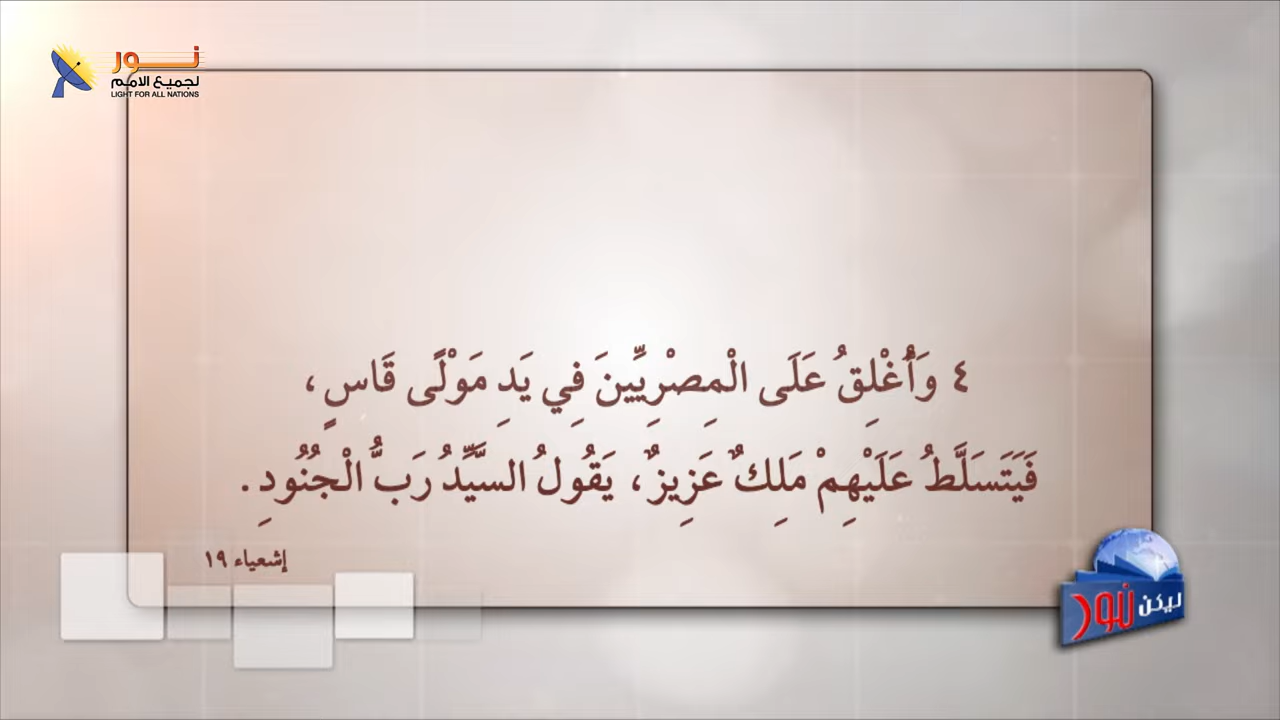 نور
لجميع الامم
LIGHT FOR ALL NATIONS
٤ وَأُغْلِقُ عَلَى الْمِصْرِيِّينَ فِي يَدِ مَوْلًى قَاسٍ،
فَيَتَسَلَّطُ عَلَيْهِمْ مَلِكٌ عَزِيزٌ، يَقُولُ السَّيِّدُ رَبُّ الْجُنُودِ.
إشعياء ١٩
ليكن نور